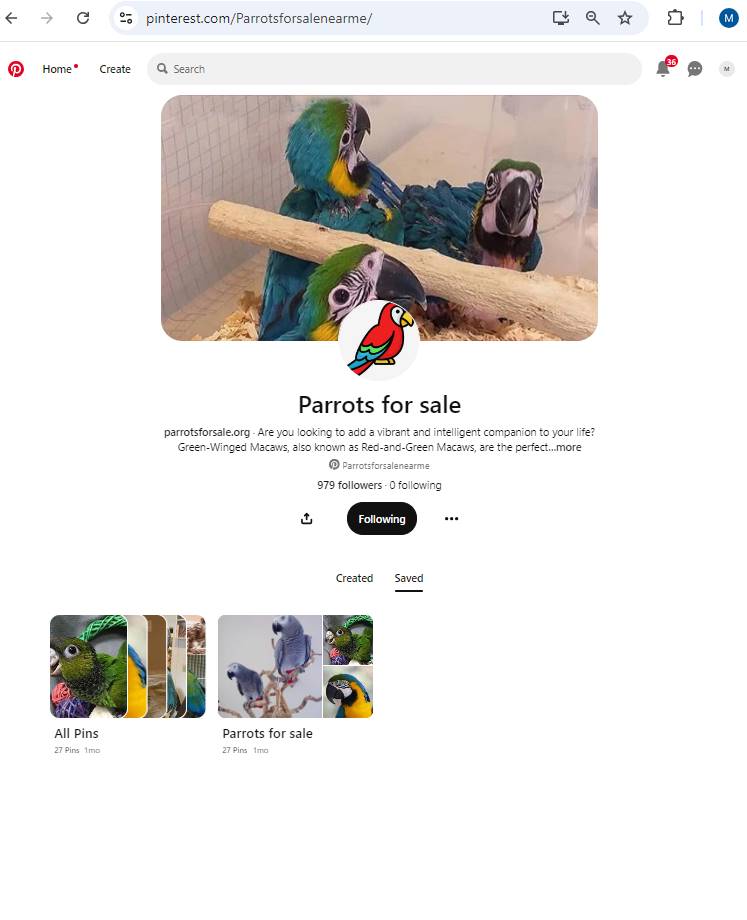 pinterest.com/Parrotsforsalenearme/
M
Home
Create
Search
36
M
Parrots for sale
parrotsforsale.org · Are you looking to add a vibrant and intelligent companion to your life?
Green-Winged Macaws, also known as Red-and-Green Macaws, are the perfect...more
Parrotsforsalenearme
979 followers · 0 following
Following
Created
Saved
All Pins
27 Pins 1mo
Parrots for sale
27 Pins 1mo